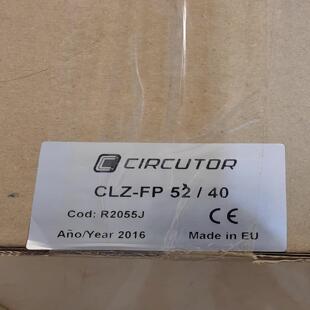 CIRCUTOR
CLZ-FP 52 / 40
Cod: R2055J CE
Año/Year 2016 Made in EU